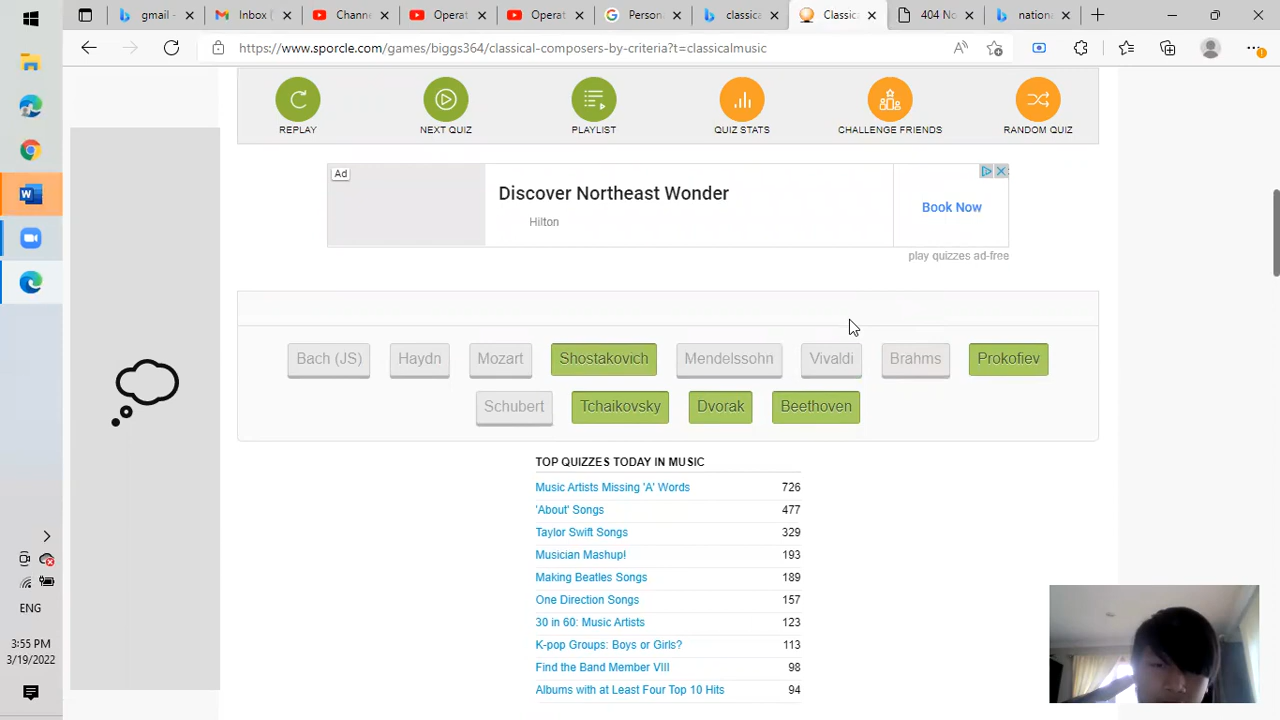 gmail -
Inbox (
Channe
Operat
Operat
Persona
classica
Classica
404 No
nationa
https://www.sporcle.com/games/biggs364/classical-composers-by-criteria?t=classicalmusic
REPLAY
NEXT QUIZ
PLAYLIST
QUIZ STATS
CHALLENGE FRIENDS
RANDOM QUIZ
Ad
Discover Northeast Wonder
Hilton
Book Now
play quizzes ad-free
Bach (JS)
Haydn
Mozart
Shostakovich
Mendelssohn
Vivaldi
Brahms
Prokofiev
Schubert
Tchaikovsky
Dvorak
Beethoven
TOP QUIZZES TODAY IN MUSIC
Music Artists Missing 'A' Words 726
'About' Songs 477
Taylor Swift Songs 329
Musician Mashup! 193
Making Beatles Songs 189
One Direction Songs 157
30 in 60: Music Artists 123
K-pop Groups: Boys or Girls? 113
Find the Band Member VIII 98
Albums with at Least Four Top 10 Hits 94
ENG
3:55 PM
3/19/2022